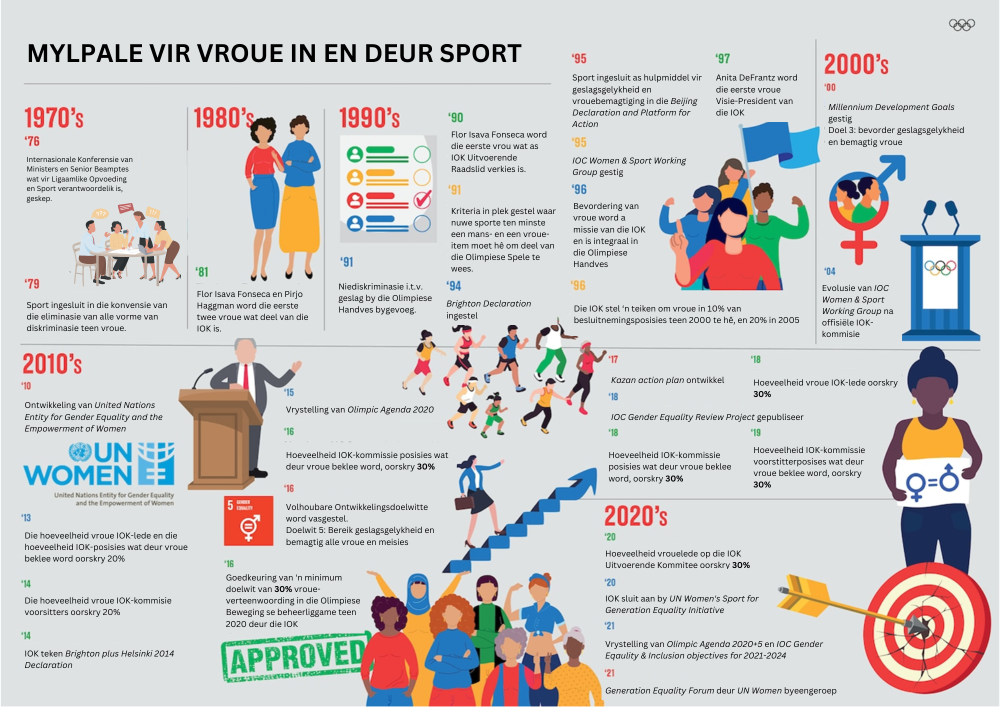 MYLPALE VIR VROUE IN EN DEUR SPORT
1970's
'76
Internasionale Konferensie van
Ministers en Senior Beamptes
wat vir Ligaamlike Opvoeding
en Sport verantwoordelik is,
geskep.
???
!!!
'79
Sport ingesluit in die konvensie van
die eliminasie van alle vorme van
diskriminasie teen vroue.
1980's
'81
Flor Isava Fonseca en Pirjo
Haggman word die eerste
twee vroue wat deel van die
IOK is.
1990's
'91
Niediskriminasie i.t.v.
geslag by die Olimpiese
Handves bygevoeg.
'90
Flor Isava Fonseca word
die eerste vrou wat as
IOK Uitvoerende
Raadslid verkies is.
'91
Kriteria in plek gestel waar
nuwe sporte ten minste
een mans- en een vroue-
item moet hê om deel van
die Olimpiese Spele te
wees.
'94
Brighton Declaration
ingestel
'95
Sport ingesluit as hulpmiddel vir
geslagsgelykheid en
vrouebemagtiging in die Beijing
Declaration and Platform for
Action
'95
IOC Women & Sport Working
Group gestig
'96
Bevordering van
vroue word a
missie van die IOK
en is integraal in
die Olimpiese
Handves
'96
Die IOK stel 'n teiken om vroue in 10% van
besluitnemingsposisies teen 2000 te hê, en 20% in 2005
'97
Anita DeFrantz word
die eerste vroue
Visie-President van
die IOK
2000's
'00
Millennium Development Goals
gestig
Doel 3: bevorder geslagsgelykheid
en bemagtig vroue
'04
Evolusie van IOC
Women & Sport
Working Group na
offisiële IOK-
kommisie
2010's
'10
Ontwikkeling van United Nations
Entity for Gender Equality and the
Empowerment of Women
UN
WOMEN
United Nations Entity for Gender Equality
and the Empowerment of Women
'13
Die hoeveelheid vroue IOK-lede en die
hoeveelheid IOK-posisies wat deur vroue
beklee word oorskry 20%
'14
Die hoeveelheid vroue IOK-kommisie
voorsitters oorskry 20%
'14
IOK teken Brighton plus Helsinki 2014
Declaration
'15
Vrystelling van Olimpic Agenda 2020
'16
Hoeveelheid IOK-kommissie posisies wat
deur vroue beklee word, oorskry 30%
'16
5 GENDER
EQUALITY
Volhoubare Ontwikkelingsdoelwitte
word vasgestel.
Doelwit 5: Bereik geslagsgelykheid en
bemagtig alle vroue en meisies
'16
Goedkeuring van 'n minimum
doelwit van 30% vroue-
verteenwoording in die Olimpiese
Beweging se beheerliggame teen
2020 deur die IOK
APPROVED
'17
Kazan action plan ontwikkel
'18
IOC Gender Equality Review Project gepubliseer
'18
Hoeveelheid IOK-kommissie
posisies wat deur vroue beklee
word, oorskry 30%
'18
Hoeveelheid vroue IOK-lede oorskry
30%
'19
Hoeveelheid IOK-kommissie
voorstitterposises wat deur
vroue beklee word, oorskry
30%
2020's
'20
Hoeveelheid vrouelede op die IOK
Uitvoerende Kommitee oorskry 30%
'20
IOK sluit aan by UN Women's Sport for
Generation Equality Initiative
'21
Vrystelling van Olimpic Agenda 2020+5 en IOC Gender
Eqaulity & Inclusion objectives for 2021-2024
'21
Generation Equality Forum deur UN Women byeengeroep